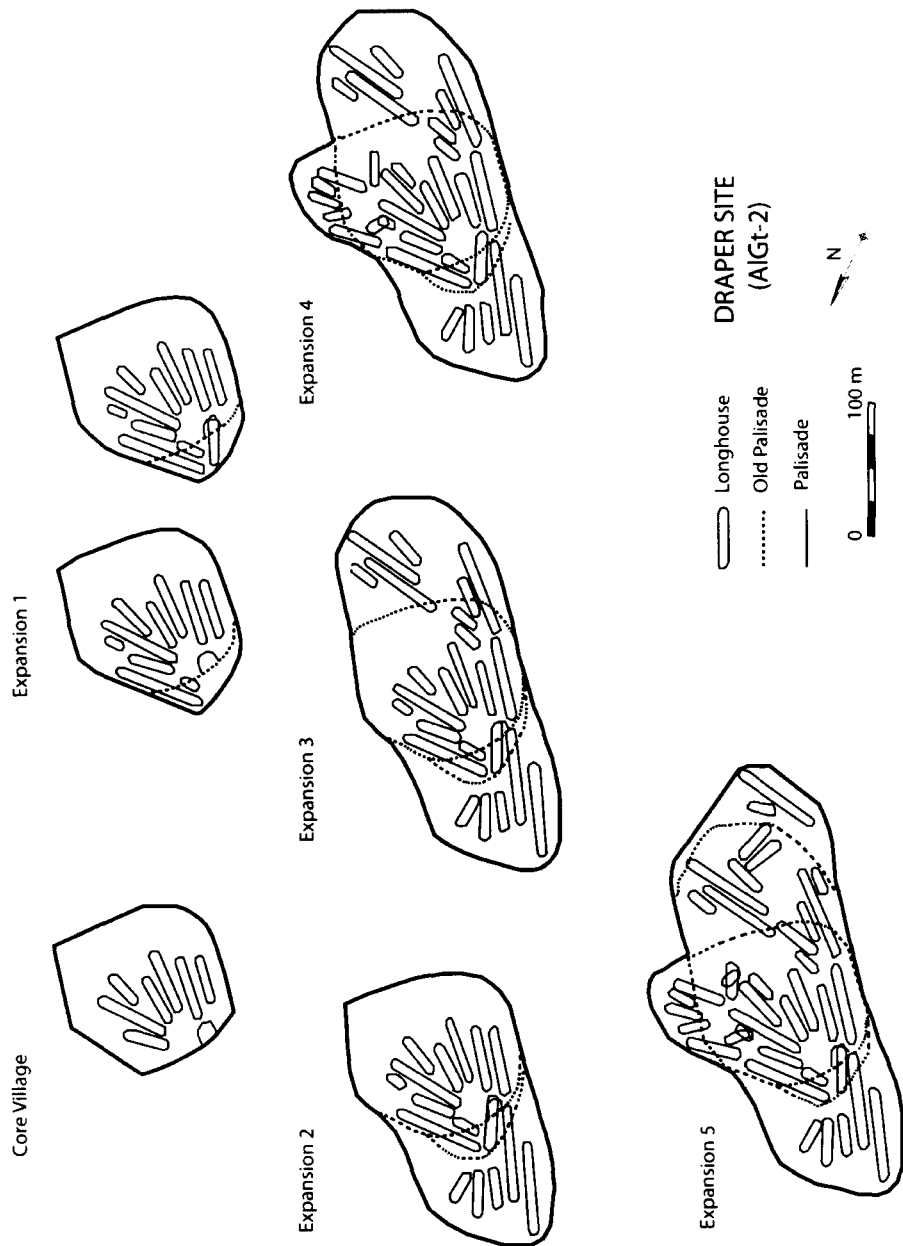 Core Village
Expansion 1
Expansion 2
Expansion 3
Expansion 4
Expansion 5
DRAPER SITE
(AlGt-2)
Longhouse
Old Palisade
Palisade
N
0 100 m